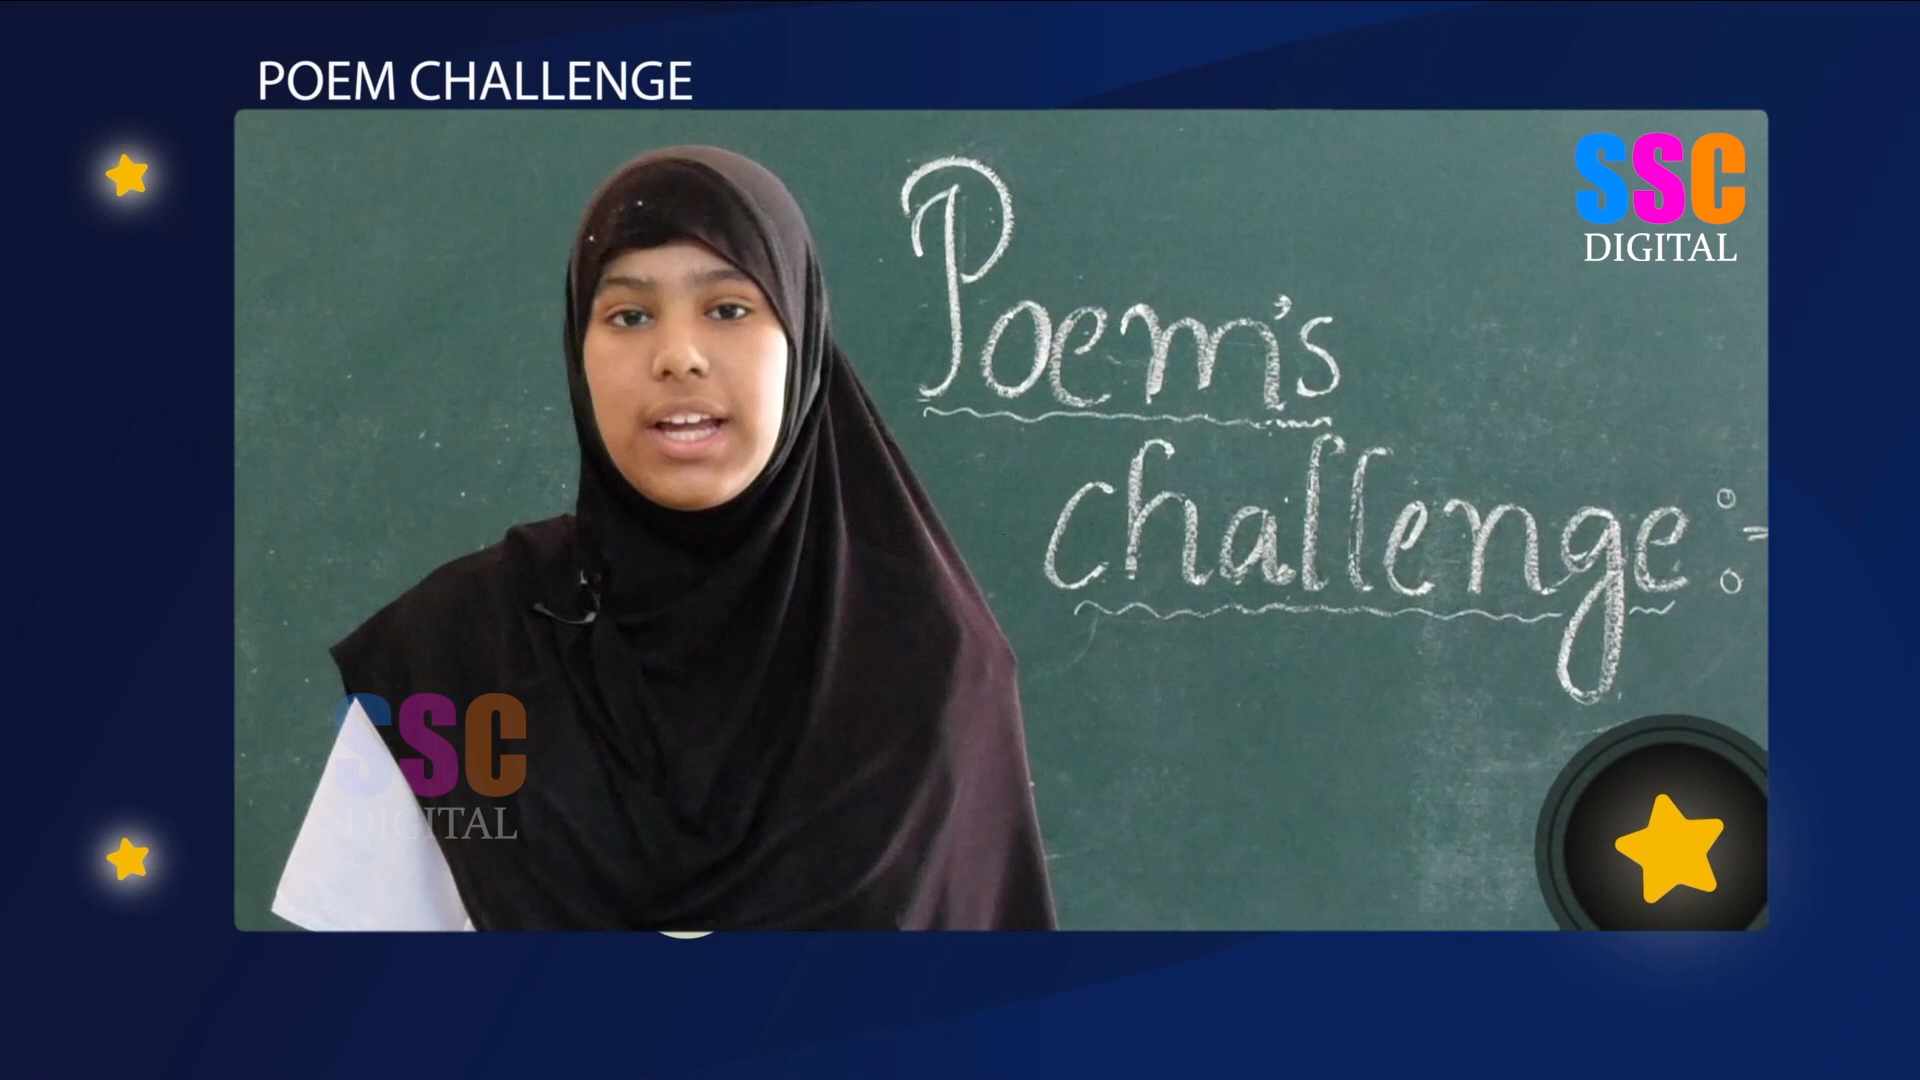 POEM CHALLENGE
SSC
DIGITAL
Poem's
challenge:-
SSC
DIGITAL